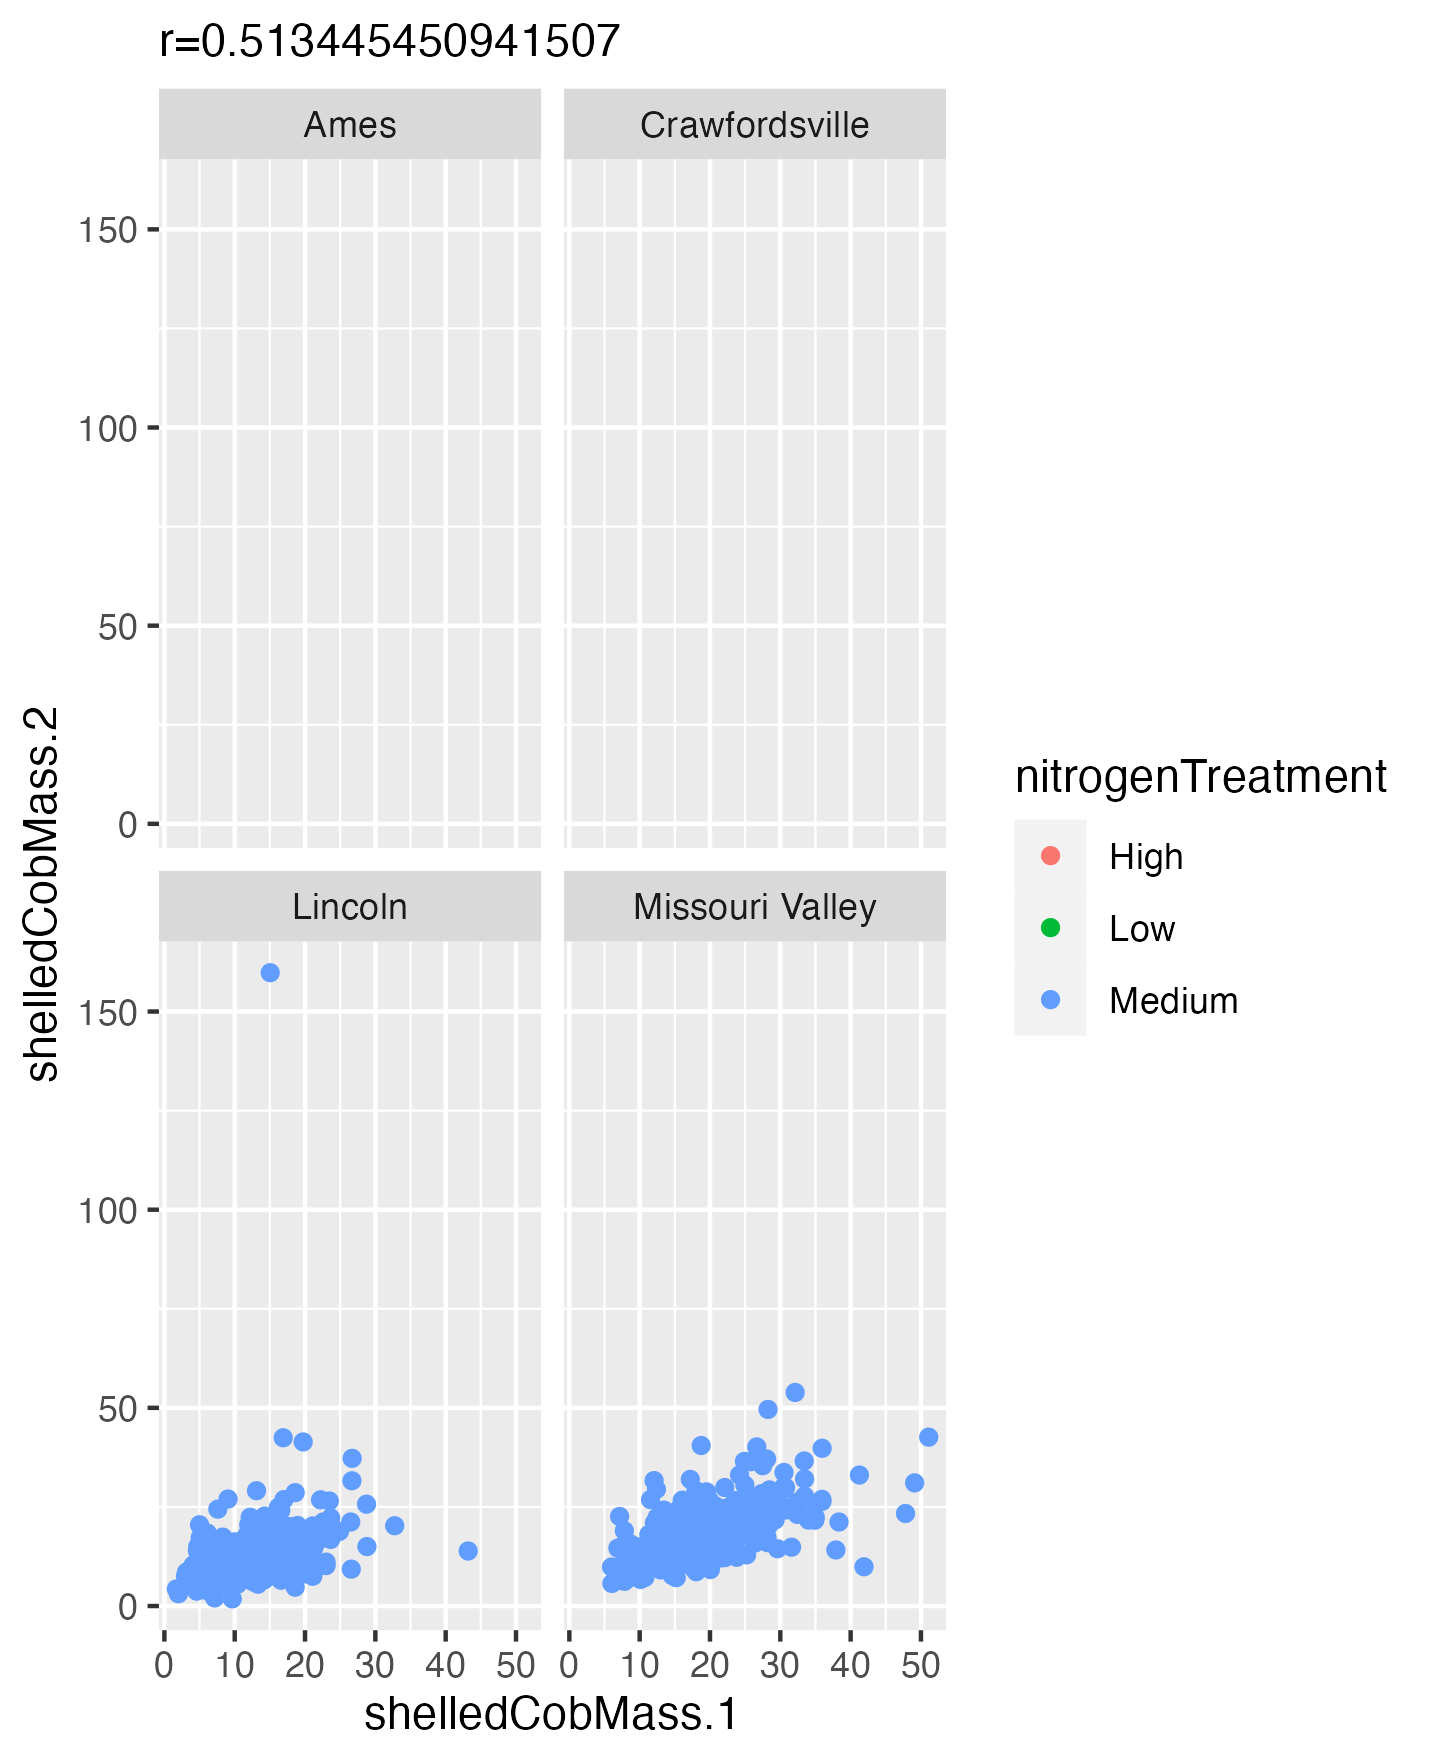 r=0.513445450941507
Ames
Crawfordsville
150
100
50
0
Lincoln
Missouri Valley
150
100
50
0
0 10 20 30 40 50 0 10 20 30 40 50
shelledCobMass.1
shelledCobMass.2
nitrogenTreatment
High
Low
Medium